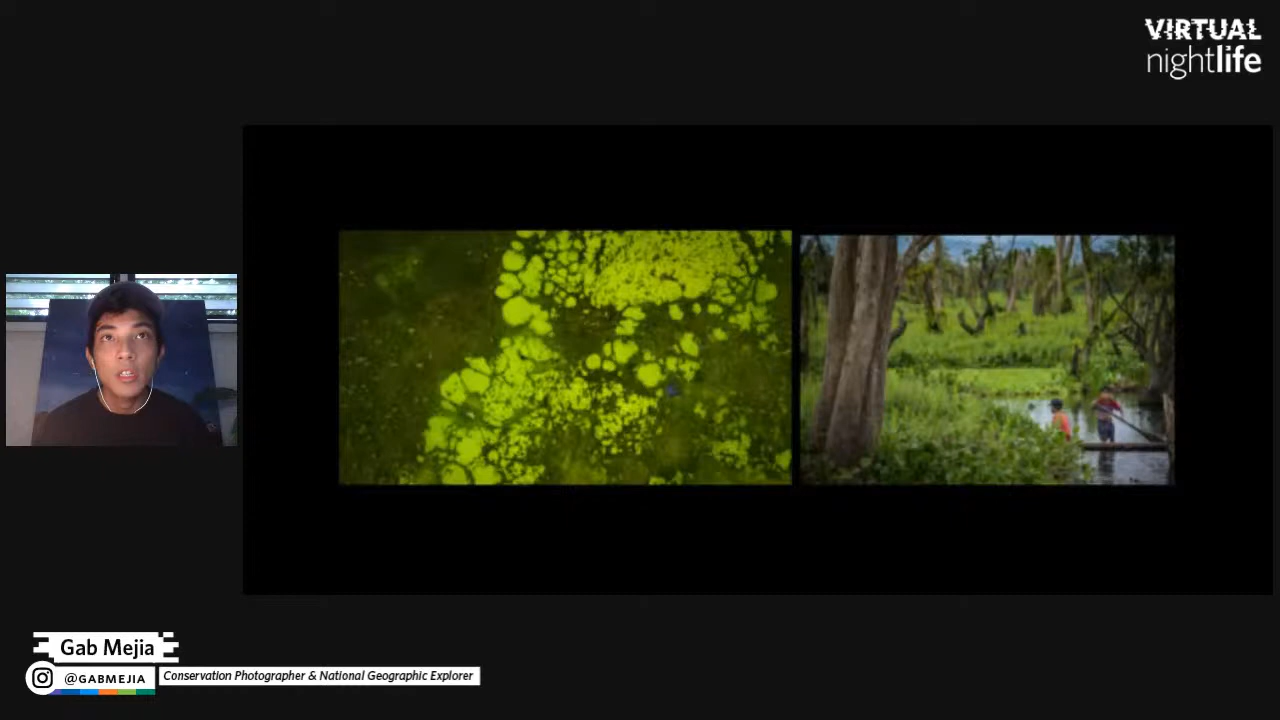 VIRTUAL
nightlife
Gab Mejia
@GABMEJIA
Conservation Photographer & National Geographic Explorer